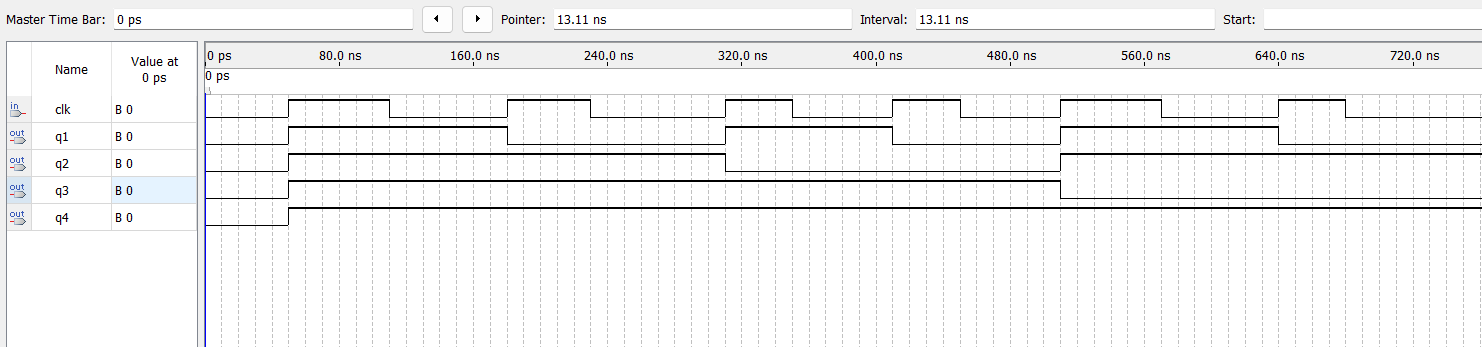 Master Time Bar: 0 ps Pointer: 13.11 ns Interval: 13.11 ns Start:
Name Value at 0 ps
0 ps 80.0 ns 160.0 ns 240.0 ns 320.0 ns 400.0 ns 480.0 ns 560.0 ns 640.0 ns 720.0 ns
0 ps
in clk B 0
out q1 B 0
out q2 B 0
out q3 B 0
out q4 B 0